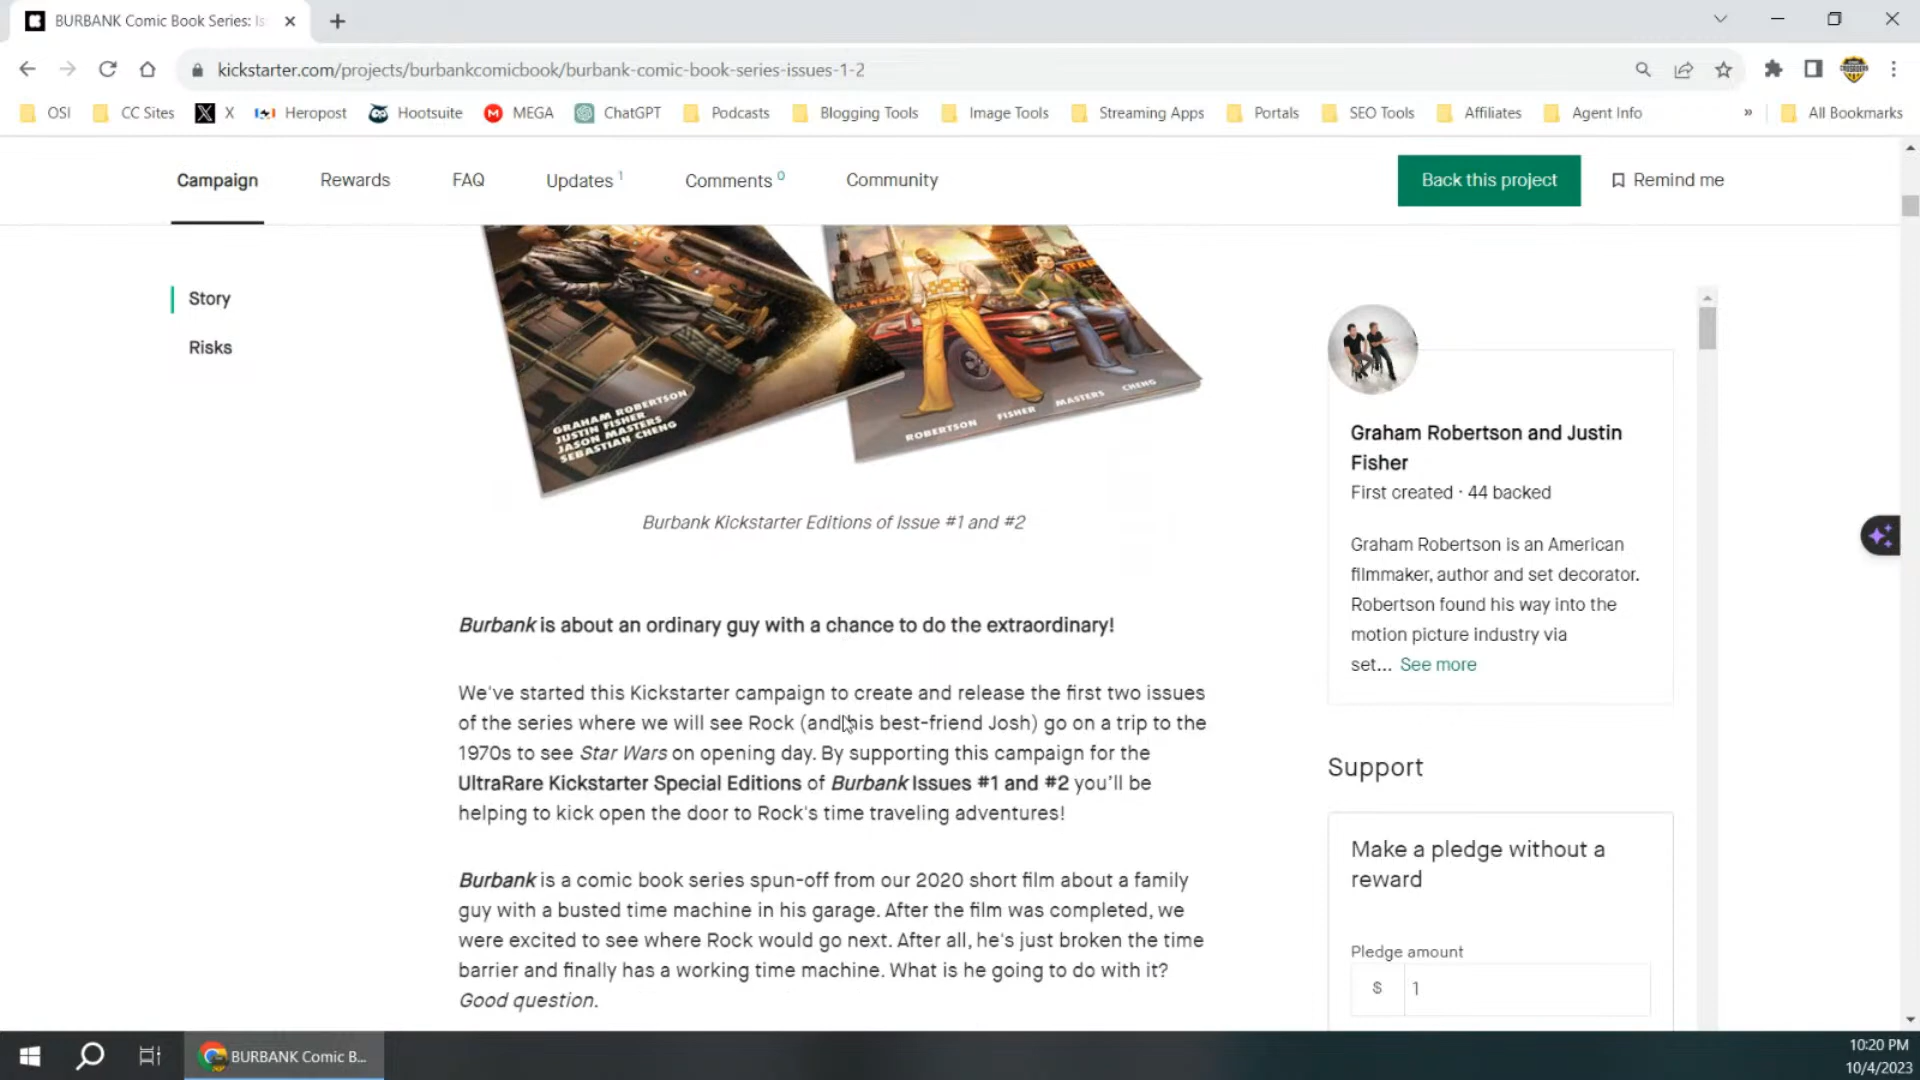 BURBANK Comic Book Series: Is
kickstarter.com/projects/burbankcomicbook/burbank-comic-book-series-issues-1-2
OSI CC Sites X Heropost Hootsuite MEGA ChatGPT Podcasts Blogging Tools Image Tools Streaming Apps Portals SEO Tools Affiliates Agent Info » All Bookmarks
Campaign Rewards FAQ Updates 1 Comments 0 Community Back this project Remind me
Story
Risks
GRAHAM ROBERTSON
JUSTIN FISHER
JASON MASTERS
SEBASTIAN CHENG
ROBERTSON FISHER MASTERS CHENG
Burbank Kickstarter Editions of Issue #1 and #2
Burbank is about an ordinary guy with a chance to do the extraordinary!
We've started this Kickstarter campaign to create and release the first two issues
of the series where we will see Rock (and his best-friend Josh) go on a trip to the
1970s to see Star Wars on opening day. By supporting this campaign for the
UltraRare Kickstarter Special Editions of Burbank Issues #1 and #2 you'll be
helping to kick open the door to Rock's time traveling adventures!
Burbank is a comic book series spun-off from our 2020 short film about a family
guy with a busted time machine in his garage. After the film was completed, we
were excited to see where Rock would go next. After all, he's just broken the time
barrier and finally has a working time machine. What is he going to do with it?
Good question.
Graham Robertson and Justin
Fisher
First created · 44 backed
Graham Robertson is an American
filmmaker, author and set decorator.
Robertson found his way into the
motion picture industry via
set... See more
Support
Make a pledge without a
reward
Pledge amount
$ 1
BURBANK Comic B...
10:20 PM
10/4/2023